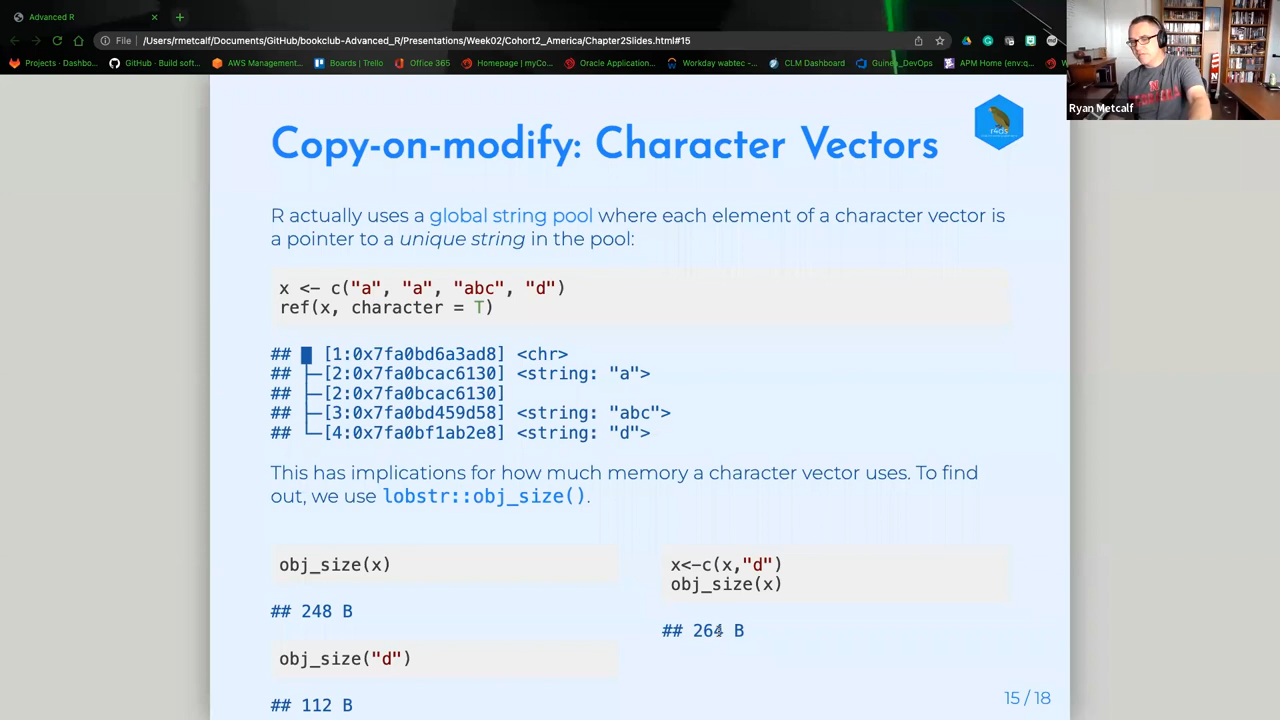 Advanced R
File | /Users/rmetcalf/Documents/GitHub/bookclub-Advanced_R/Presentations/Week02/Cohort2_America/Chapter2Slides.html#15
Projects · Dashbo... GitHub · Build soft... AWS Management... Boards | Trello Office 365 Homepage | myCo... Oracle Application... Workday wabtec –... CLM Dashboard Guinea_DevOps APM Home (env:q...
Ryan Metcalf
Copy-on-modify: Character Vectors
r4ds
R actually uses a global string pool where each element of a character vector is
a pointer to a unique string in the pool:
x <- c("a", "a", "abc", "d")
ref(x, character = T)
## █ [1:0x7fa0bd6a3ad8] <chr>
## ├─[2:0x7fa0bcac6130] <string: "a">
## ├─[2:0x7fa0bcac6130]
## ├─[3:0x7fa0bd459d58] <string: "abc">
## └─[4:0x7fa0bf1ab2e8] <string: "d">
This has implications for how much memory a character vector uses. To find
out, we use lobstr::obj_size().
obj_size(x)
## 248 B
obj_size("d")
## 112 B
x<-c(x,"d")
obj_size(x)
## 264 B
15 / 18